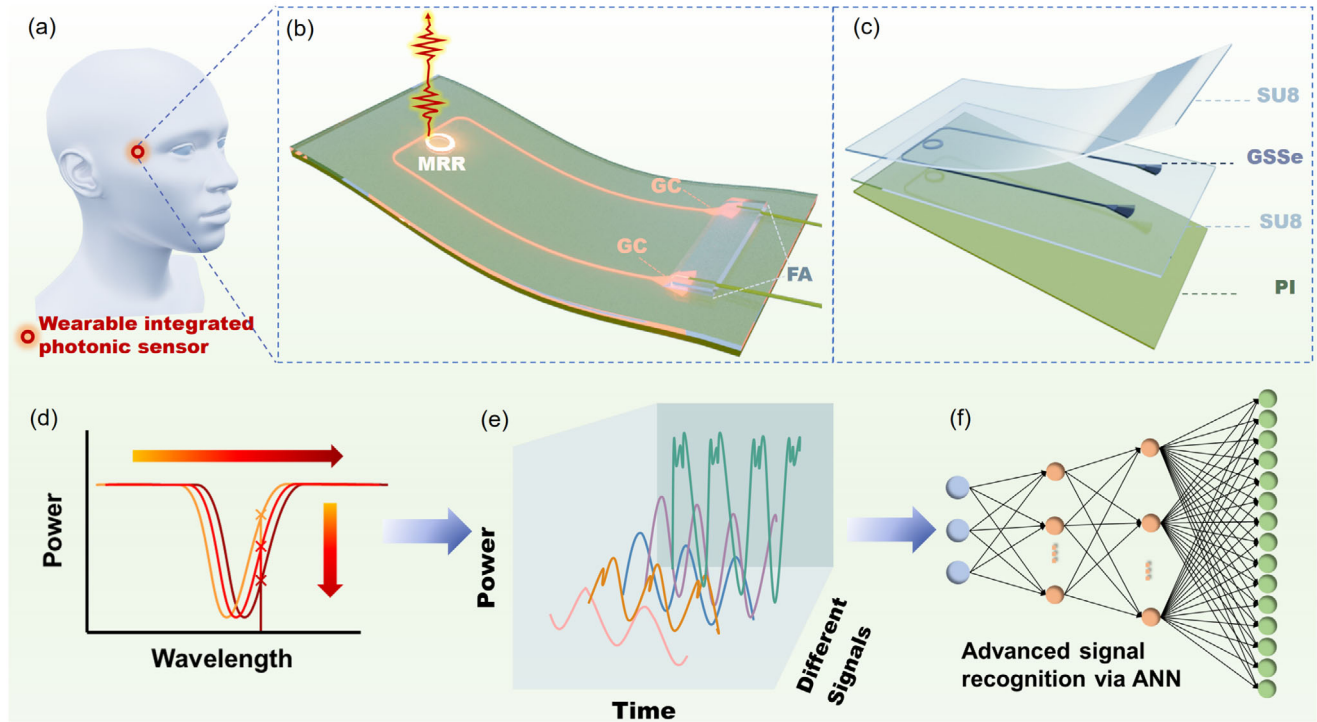 (a)
Wearable integrated
photonic sensor
(b)
MRR
GC
GC
FA
(c)
SU8
GSSe
SU8
PI
(d)
Power
Wavelength
(e)
Power
Time
Different
Signals
(f)
Advanced signal
recognition via ANN